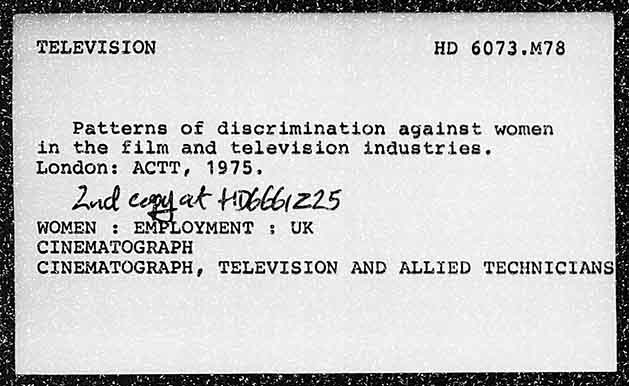 TELEVISION HD 6073.M78
Patterns of discrimination against women
in the film and television industries.
London: ACTT, 1975.
2nd copy at HD6661Z25
WOMEN : EMPLOYMENT : UK
CINEMATOGRAPH
CINEMATOGRAPH, TELEVISION AND ALLIED TECHNICIANS